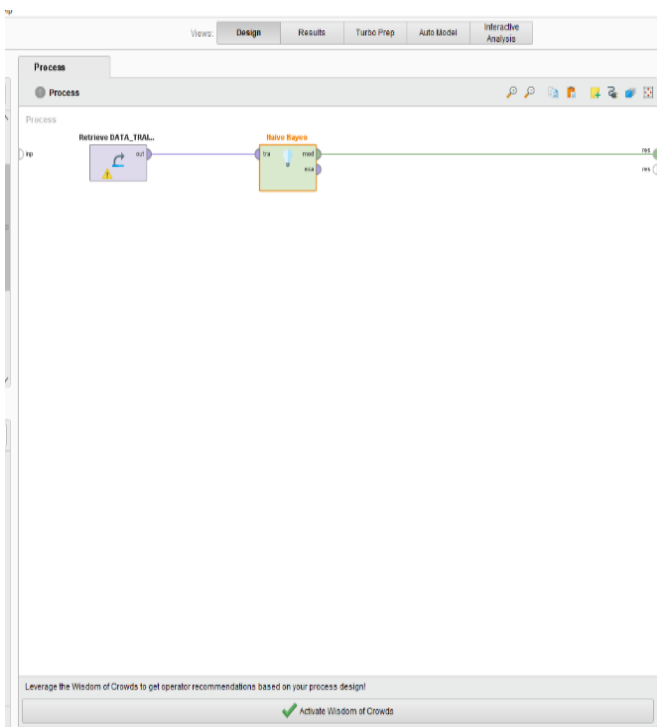 Views: Design Results Turbo Prep Auto Model Interactive Analysis
Process
Process
Process
Retrieve DATA_TRAI... Naive Bayes
inp out tra mod res
exa res
Leverage the Wisdom of Crowds to get operator recommendations based on your process design!
Activate Wisdom of Crowds